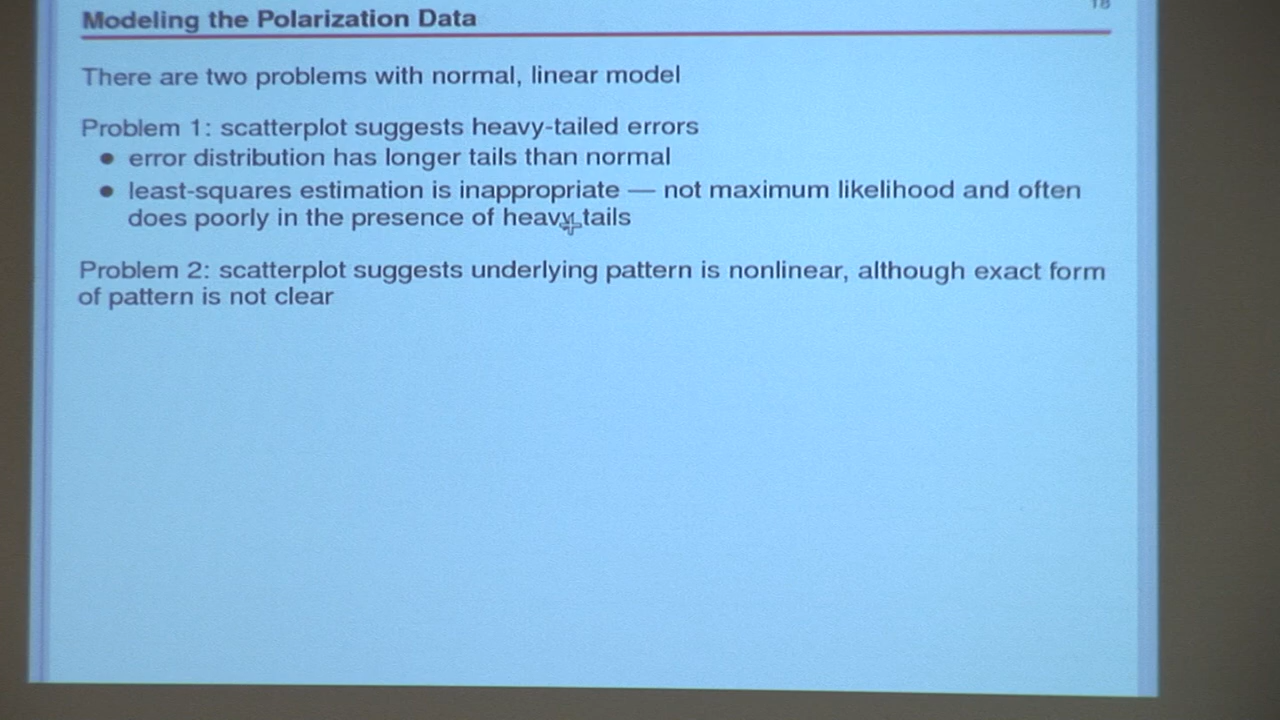 Modeling the Polarization Data
There are two problems with normal, linear model
Problem 1: scatterplot suggests heavy-tailed errors
● error distribution has longer tails than normal
● least-squares estimation is inappropriate — not maximum likelihood and often
does poorly in the presence of heavy tails
Problem 2: scatterplot suggests underlying pattern is nonlinear, although exact form
of pattern is not clear